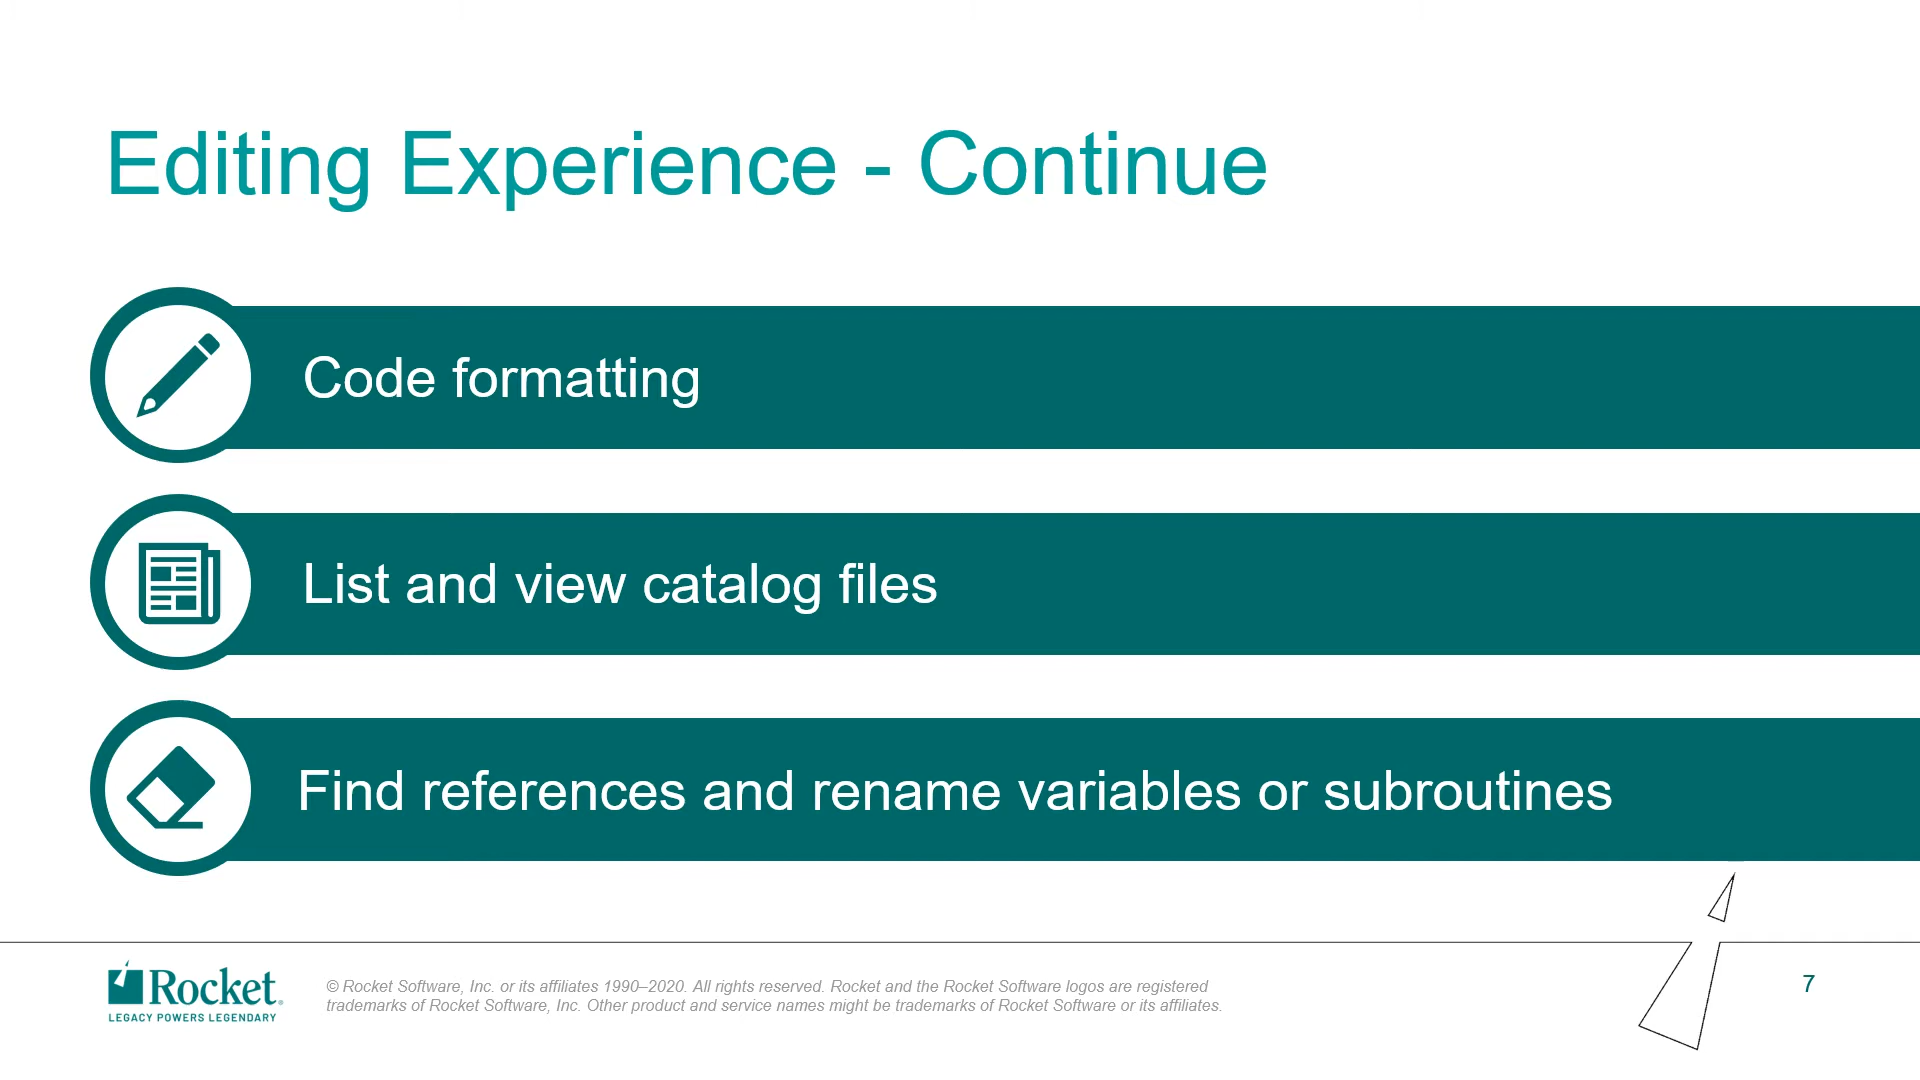 Editing Experience - Continue
Code formatting
List and view catalog files
Find references and rename variables or subroutines
Rocket®
LEGACY POWERS LEGENDARY
© Rocket Software, Inc. or its affiliates 1990–2020. All rights reserved. Rocket and the Rocket Software logos are registered
trademarks of Rocket Software, Inc. Other product and service names might be trademarks of Rocket Software or its affiliates.
7